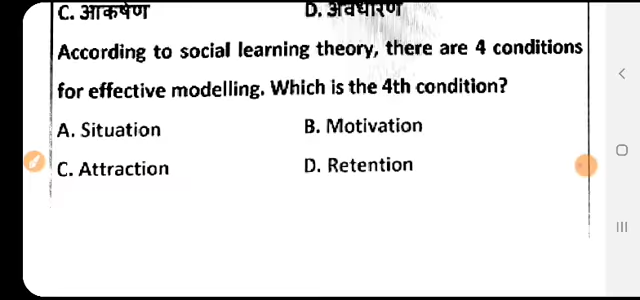 C. आकर्षण D. अवधारण
According to social learning theory, there are 4 conditions
for effective modelling. Which is the 4th condition?
A. Situation B. Motivation
C. Attraction D. Retention